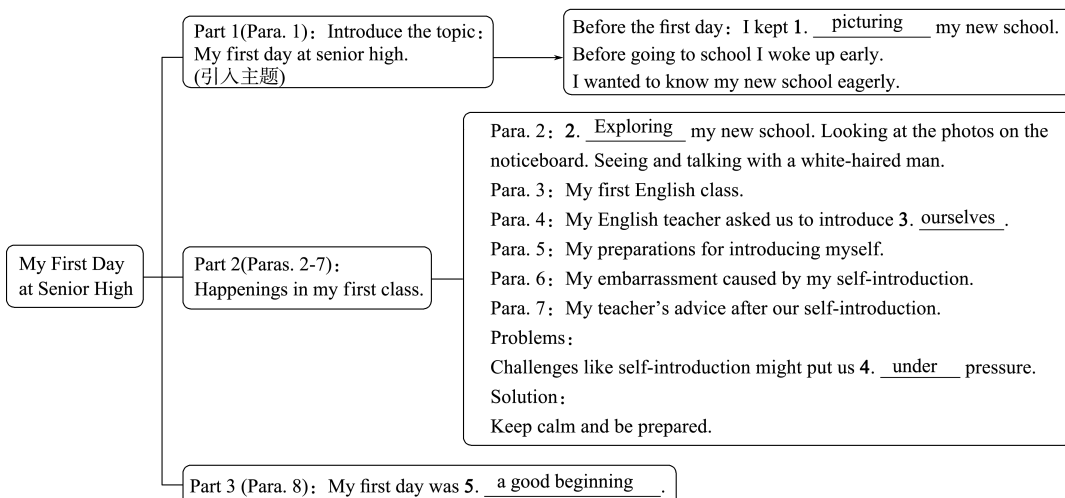 Part 1(Para. 1)：Introduce the topic：
My first day at senior high.
(引入主题)
Before the first day：I kept 1. picturing my new school.
Before going to school I woke up early.
I wanted to know my new school eagerly.
My First Day
at Senior High
Part 2(Paras. 2-7)：
Happenings in my first class.
Para. 2：2. Exploring my new school. Looking at the photos on the
noticeboard. Seeing and talking with a white-haired man.
Para. 3：My first English class.
Para. 4：My English teacher asked us to introduce 3. ourselves.
Para. 5：My preparations for introducing myself.
Para. 6：My embarrassment caused by my self-introduction.
Para. 7：My teacher’s advice after our self-introduction.
Problems：
Challenges like self-introduction might put us 4. under pressure.
Solution：
Keep calm and be prepared.
Part 3 (Para. 8)：My first day was 5. a good beginning.